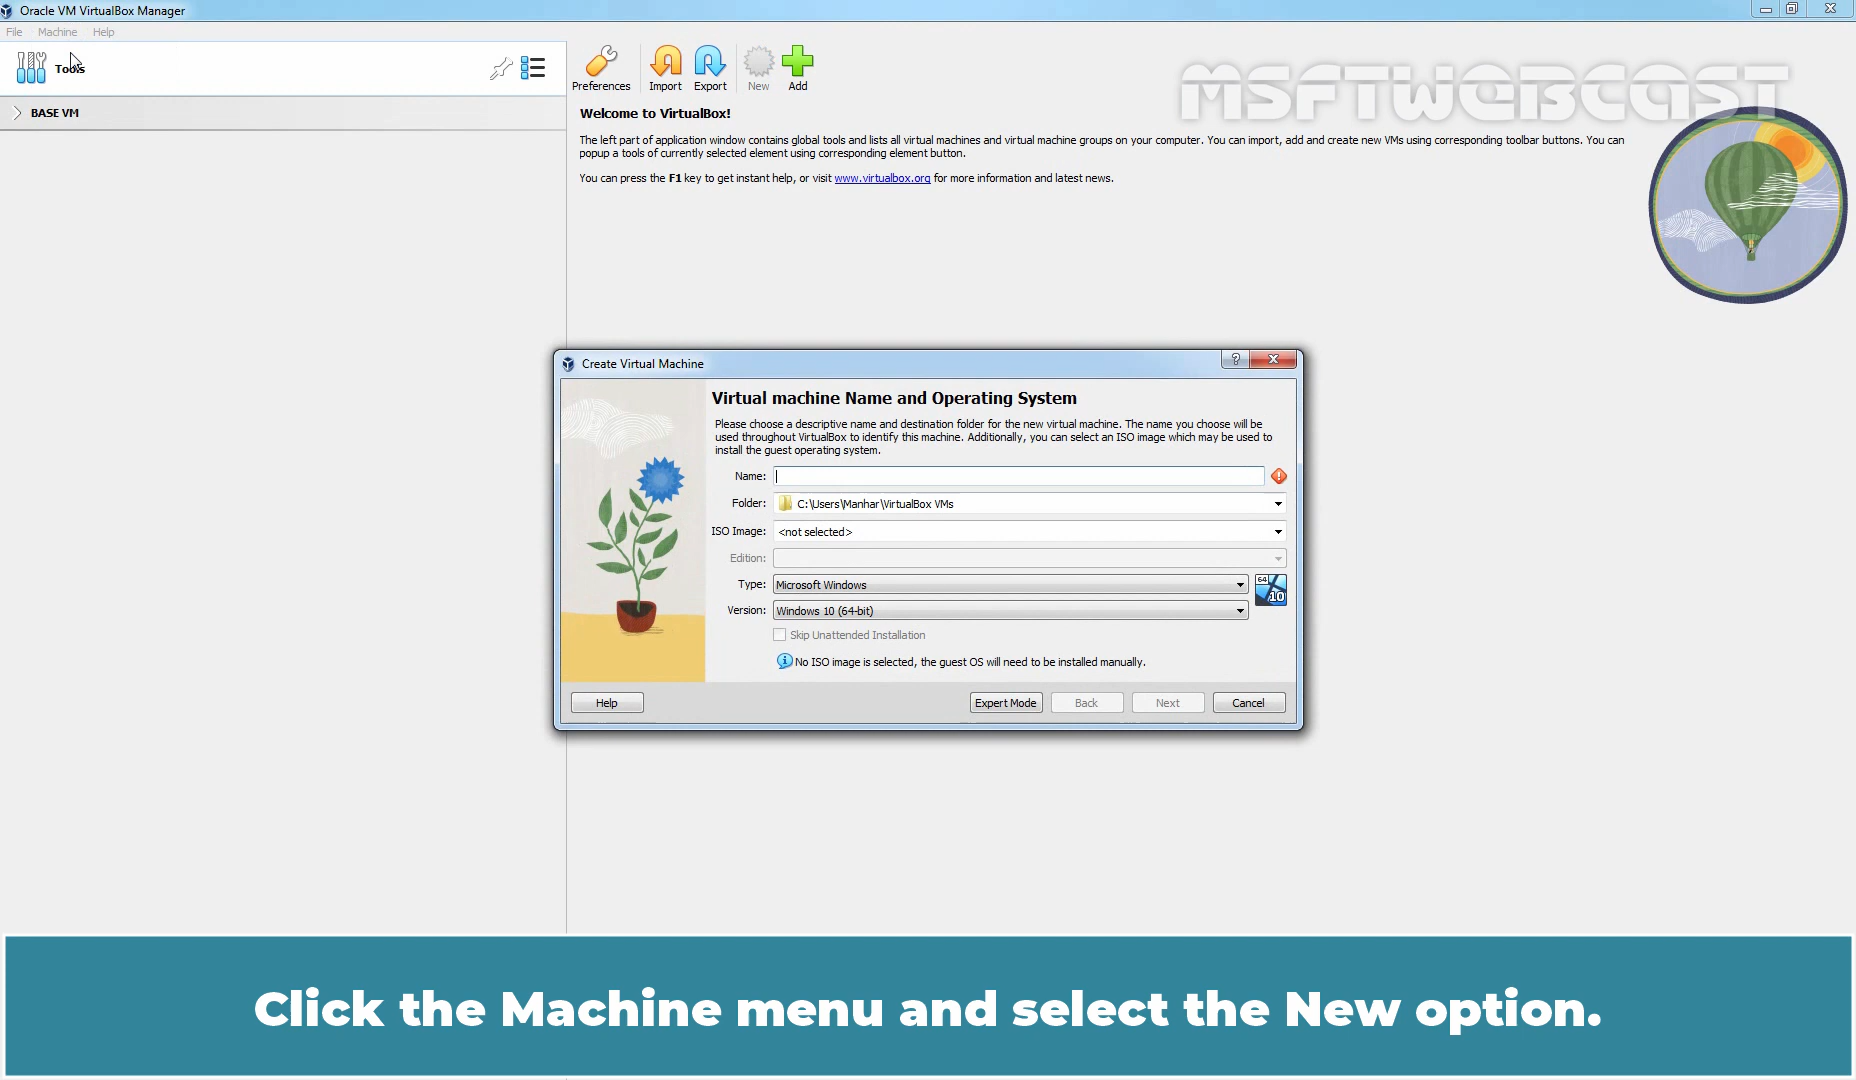 Oracle VM VirtualBox Manager
File Machine Help
Tools
BASE VM
Preferences Import Export New Add
MSFTWEBCAST
Welcome to VirtualBox!
The left part of application window contains global tools and lists all virtual machines and virtual machine groups on your computer. You can import, add and create new VMs using corresponding toolbar buttons. You can
popup a tools of currently selected element using corresponding element button.
You can press the F1 key to get instant help, or visit www.virtualbox.org for more information and latest news.
Create Virtual Machine
Virtual machine Name and Operating System
Please choose a descriptive name and destination folder for the new virtual machine. The name you choose will be
used throughout VirtualBox to identify this machine. Additionally, you can select an ISO image which may be used to
install the guest operating system.
Name:
Folder: C:\Users\Manhar\VirtualBox VMs
ISO Image: <not selected>
Edition:
Type: Microsoft Windows
64
10
Version: Windows 10 (64-bit)
Skip Unattended Installation
No ISO image is selected, the guest OS will need to be installed manually.
Help Expert Mode Back Next Cancel
Click the Machine menu and select the New option.